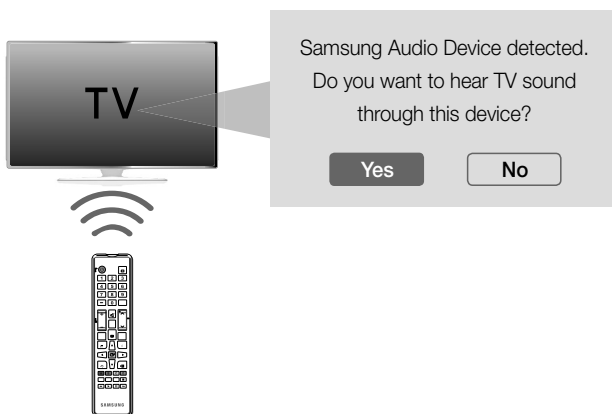 TV
Samsung Audio Device detected.
Do you want to hear TV sound
through this device?
Yes
No
SAMSUNG